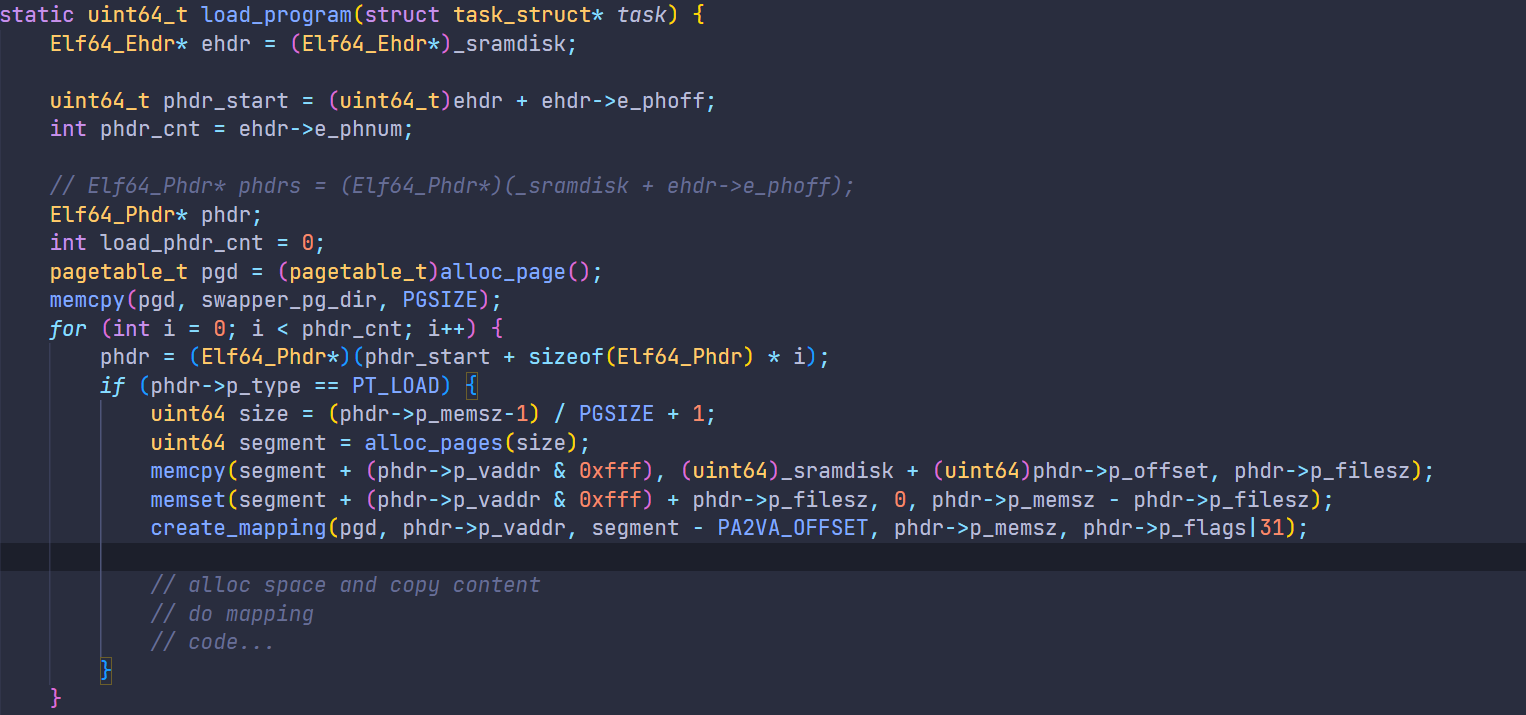 static uint64_t load_program(struct task_struct* task) {
    Elf64_Ehdr* ehdr = (Elf64_Ehdr*)_sramdisk;

    uint64_t phdr_start = (uint64_t)ehdr + ehdr->e_phoff;
    int phdr_cnt = ehdr->e_phnum;

    // Elf64_Phdr* phdrs = (Elf64_Phdr*)(_sramdisk + ehdr->e_phoff);
    Elf64_Phdr* phdr;
    int load_phdr_cnt = 0;
    pagetable_t pgd = (pagetable_t)alloc_page();
    memcpy(pgd, swapper_pg_dir, PGSIZE);
    for (int i = 0; i < phdr_cnt; i++) {
        phdr = (Elf64_Phdr*)(phdr_start + sizeof(Elf64_Phdr) * i);
        if (phdr->p_type == PT_LOAD) {
            uint64 size = (phdr->p_memsz-1) / PGSIZE + 1;
            uint64 segment = alloc_pages(size);
            memcpy(segment + (phdr->p_vaddr & 0xfff), (uint64)_sramdisk + (uint64)phdr->p_offset, phdr->p_filesz);
            memset(segment + (phdr->p_vaddr & 0xfff) + phdr->p_filesz, 0, phdr->p_memsz - phdr->p_filesz);
            create_mapping(pgd, phdr->p_vaddr, segment - PA2VA_OFFSET, phdr->p_memsz, phdr->p_flags|31);

            // alloc space and copy content
            // do mapping
            // code...
        }
    }